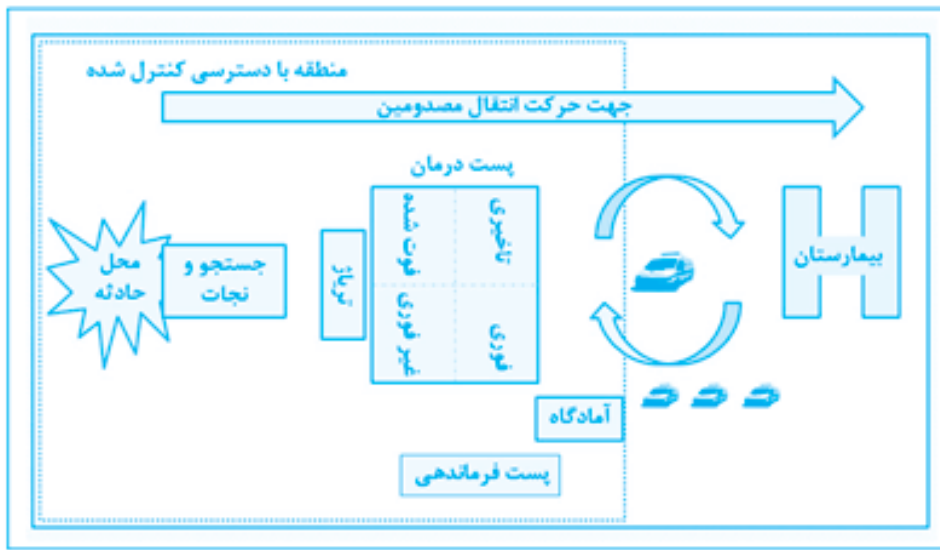 منطقه با دسترسی کنترل شده
جهت حرکت انتقال مصدومین
پست درمان
محل
حادثه
جستجو و
نجات
تریاژ
فوت شده
تاخیری
غیر فوری
فوری
بیمارستان
آمادگاه
پست فرماندهی